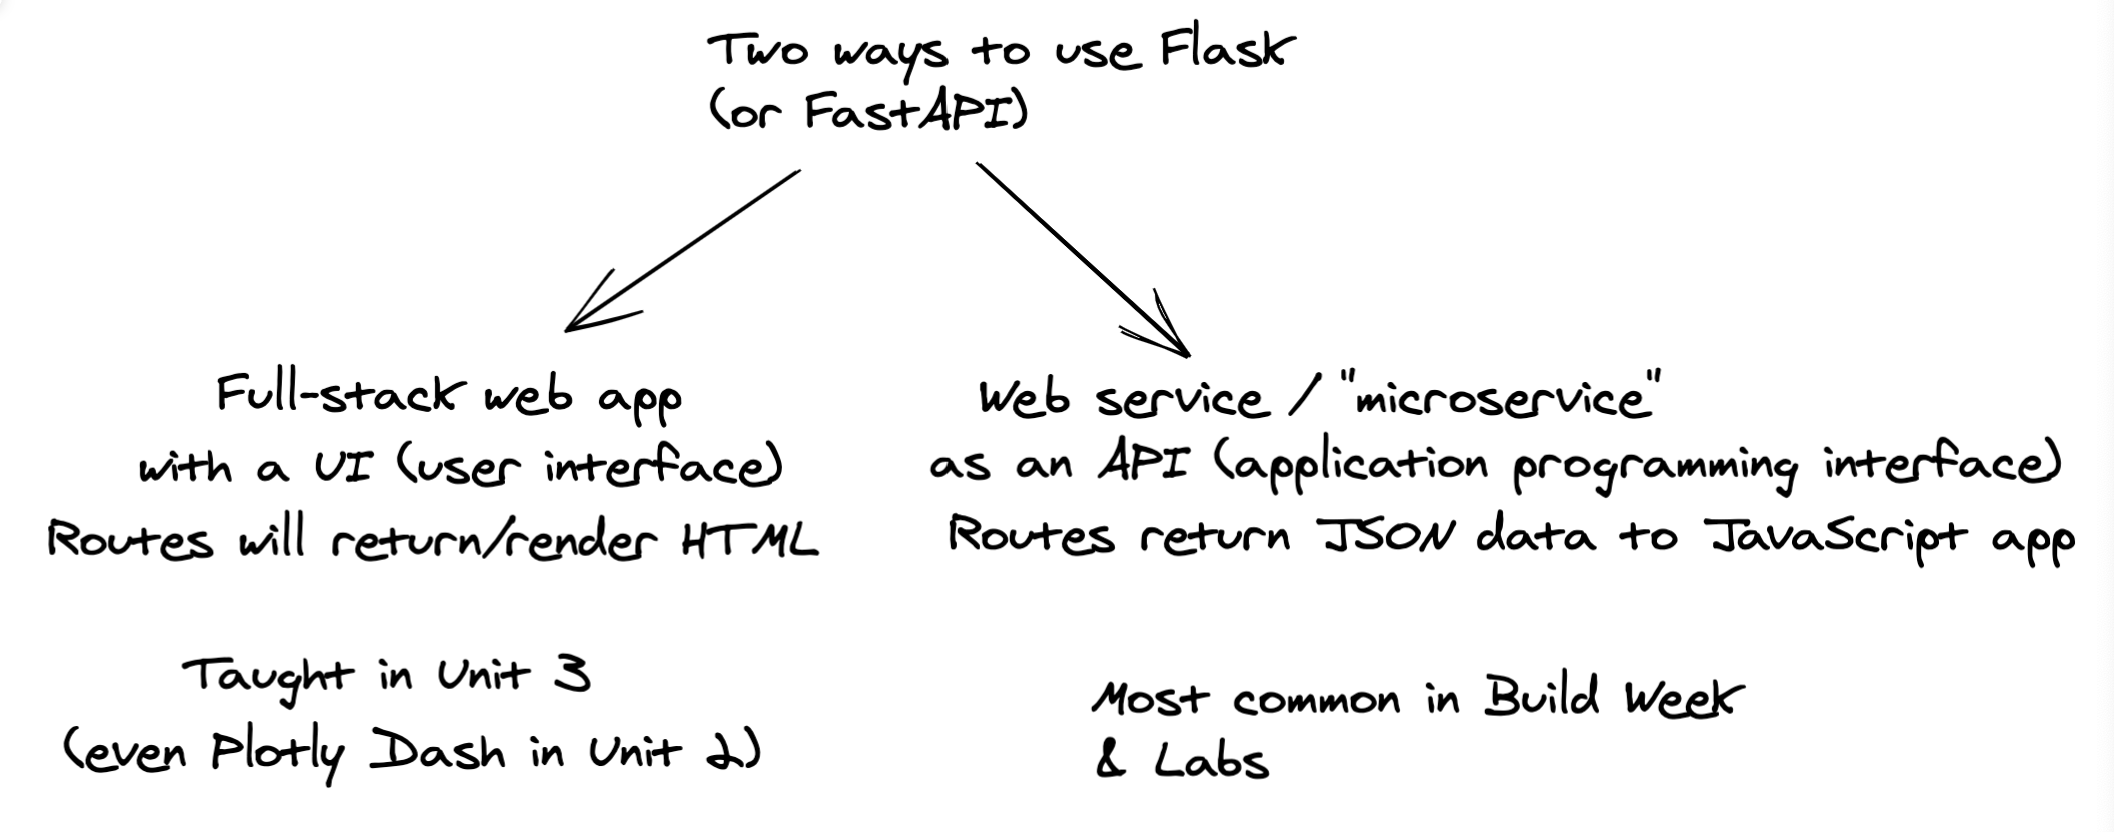 Two ways to use Flask
(or FastAPI)
Full-stack web app
with a UI (user interface)
Routes will return/render HTML
Taught in Unit 3
(even Plotly Dash in Unit 2)
Web service / "microservice"
as an API (application programming interface)
Routes return JSON data to JavaScript app
Most common in Build Week
& Labs